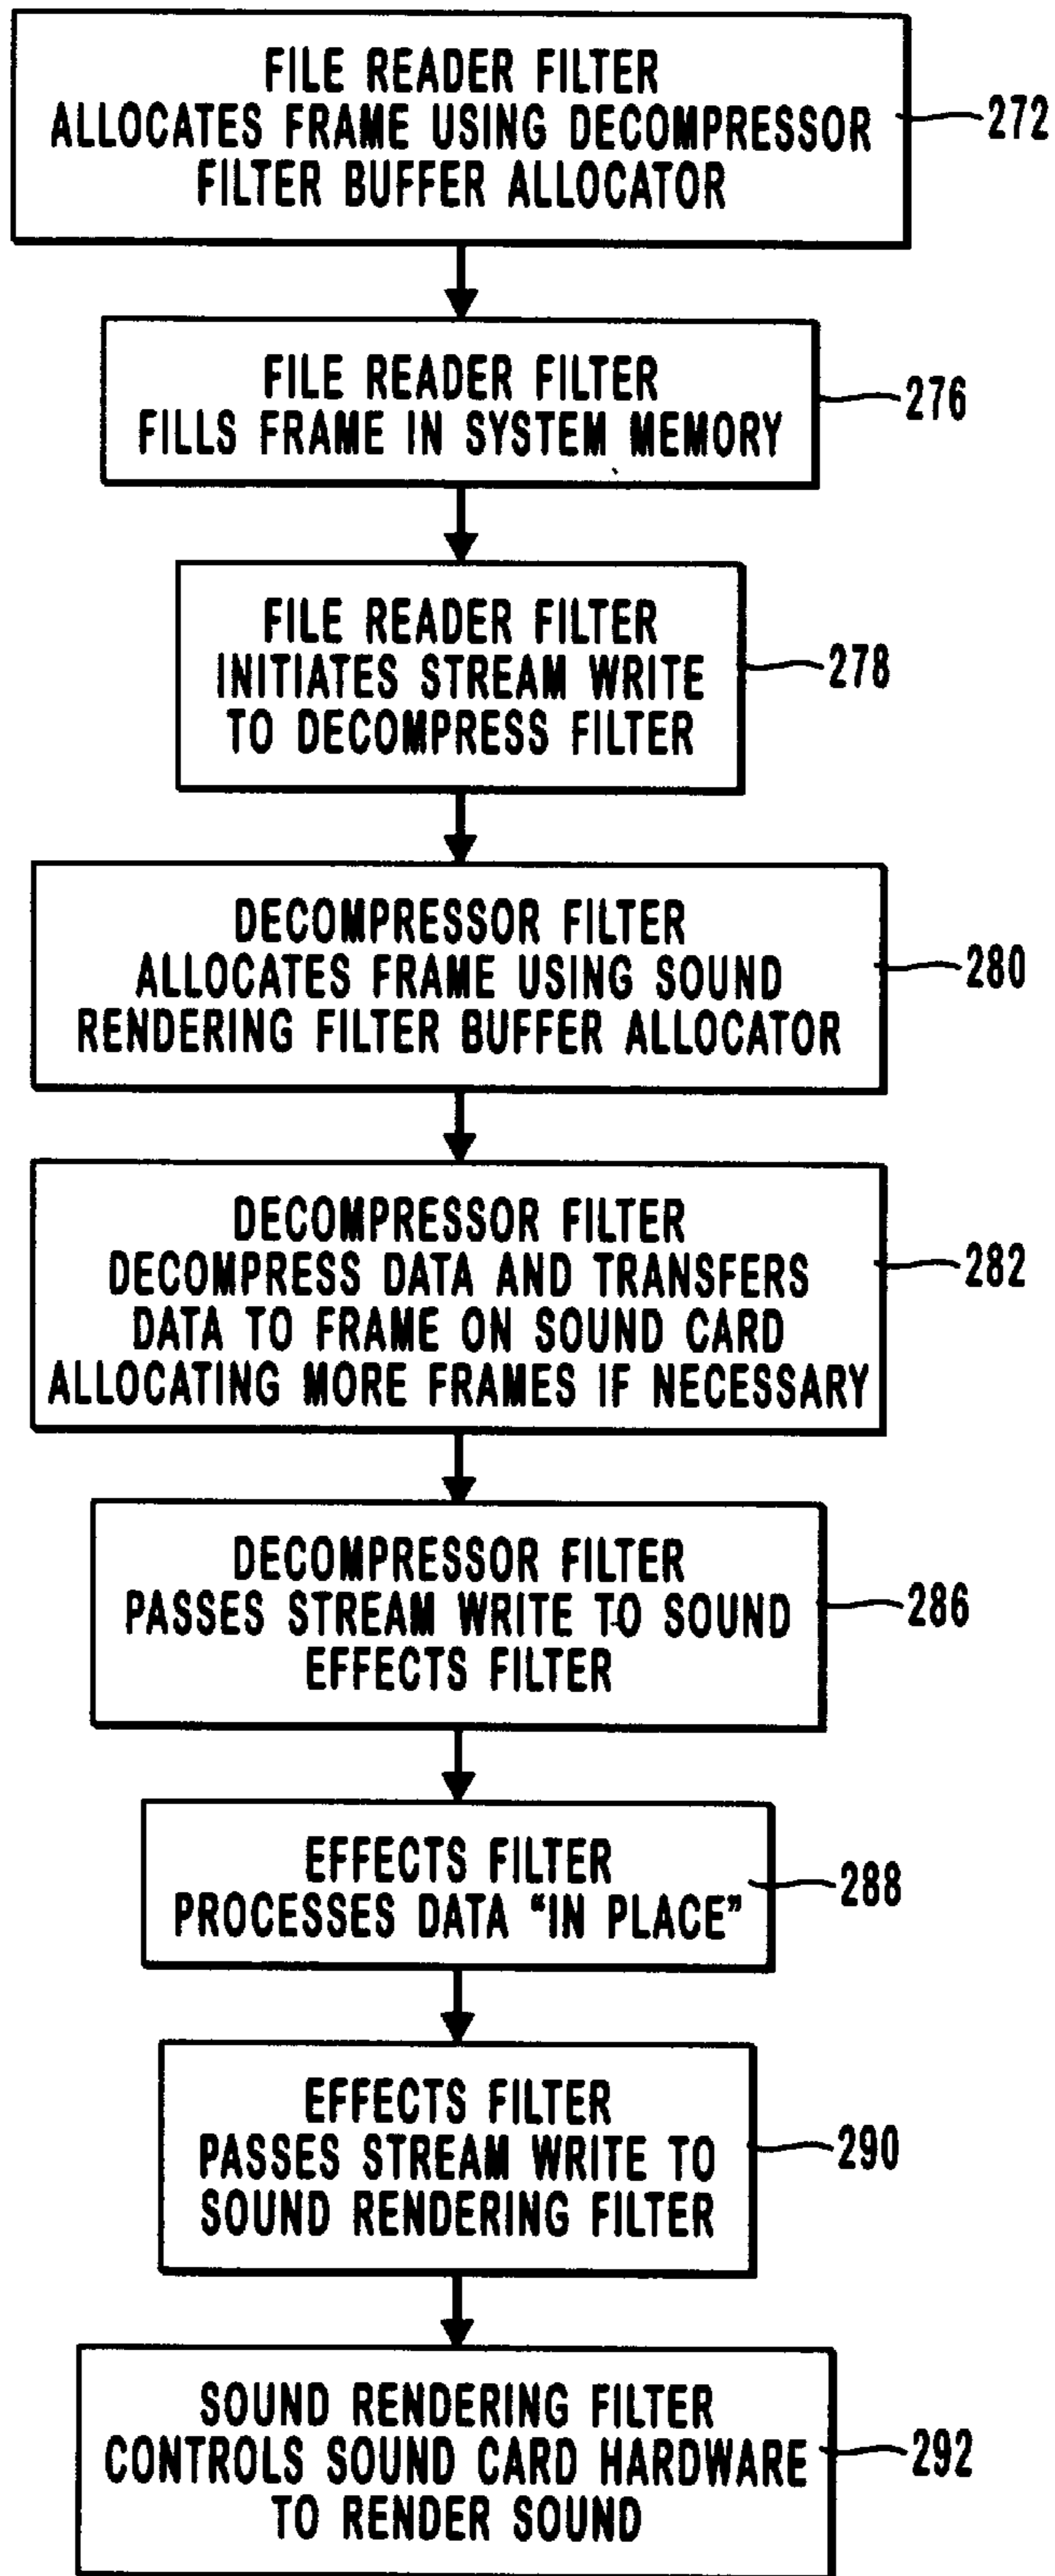 FILE READER FILTER
ALLOCATES FRAME USING DECOMPRESSOR
FILTER BUFFER ALLOCATOR
272
FILE READER FILTER
FILLS FRAME IN SYSTEM MEMORY
276
FILE READER FILTER
INITIATES STREAM WRITE
TO DECOMPRESS FILTER
278
DECOMPRESSOR FILTER
ALLOCATES FRAME USING SOUND
RENDERING FILTER BUFFER ALLOCATOR
280
DECOMPRESSOR FILTER
DECOMPRESS DATA AND TRANSFERS
DATA TO FRAME ON SOUND CARD
ALLOCATING MORE FRAMES IF NECESSARY
282
DECOMPRESSOR FILTER
PASSES STREAM WRITE TO SOUND
EFFECTS FILTER
286
EFFECTS FILTER
PROCESSES DATA “IN PLACE”
288
EFFECTS FILTER
PASSES STREAM WRITE TO
SOUND RENDERING FILTER
290
SOUND RENDERING FILTER
CONTROLS SOUND CARD HARDWARE
TO RENDER SOUND
292